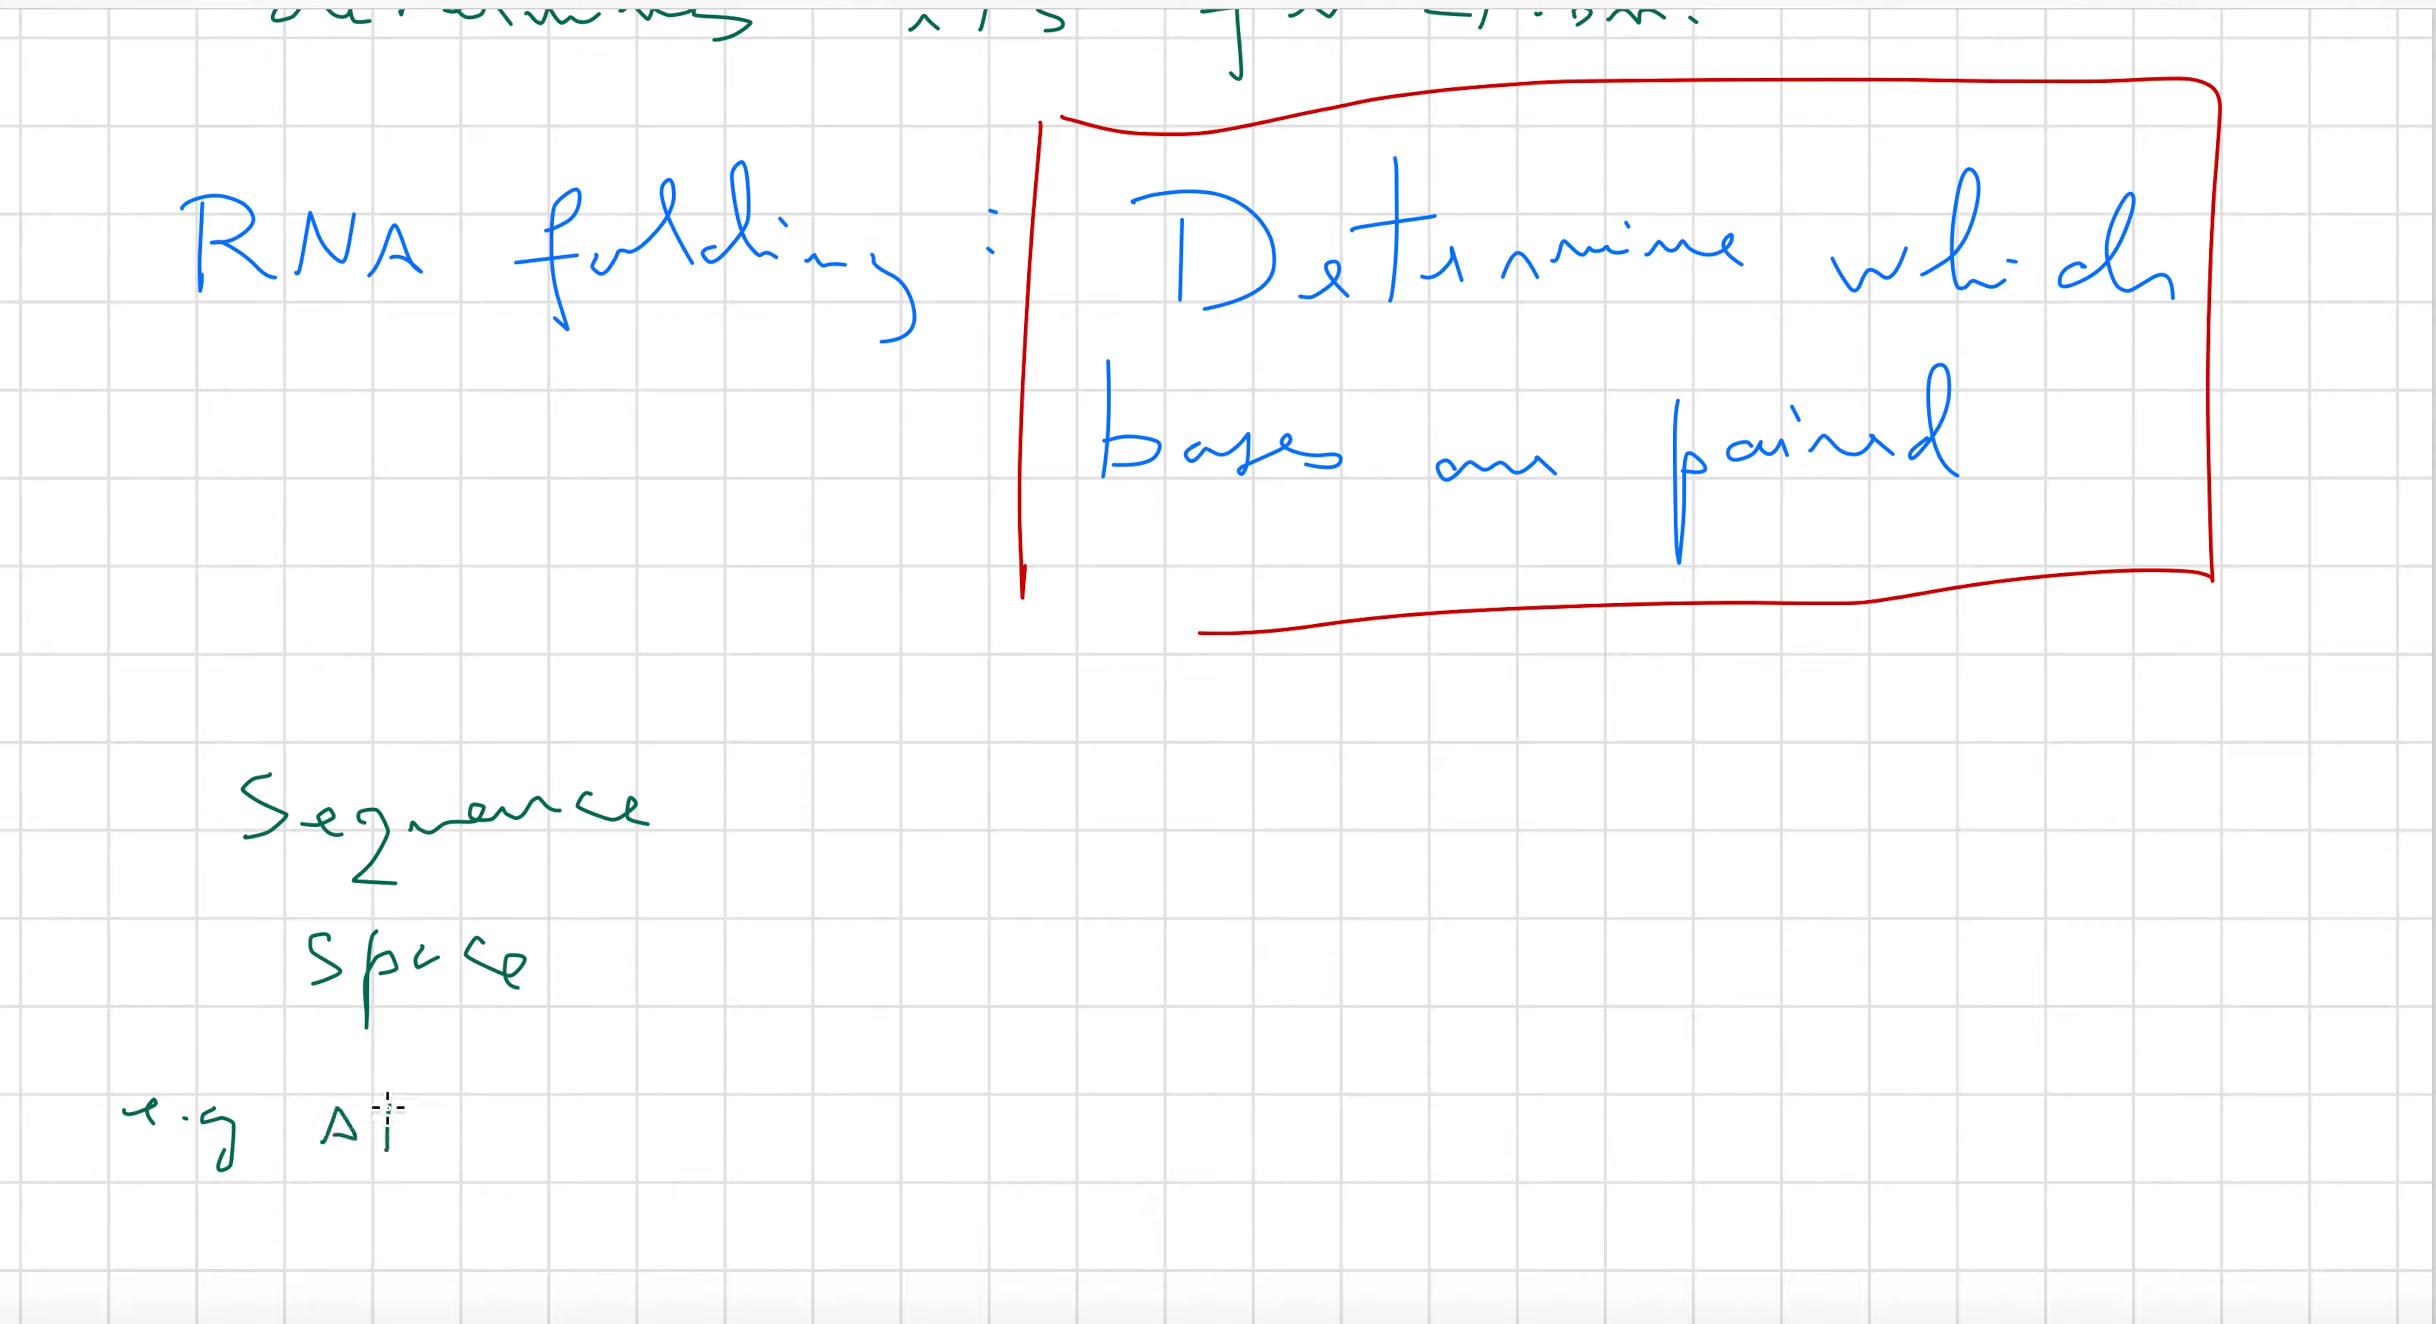 RNA folding : Determine which
bases are paired
Sequence
Space
e.g A